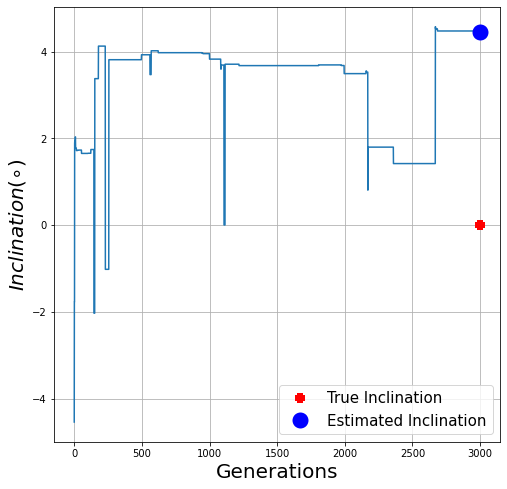 4
2
0
−2
−4
Inclination(∘)
0 500 1000 1500 2000 2500 3000
Generations
True Inclination
Estimated Inclination